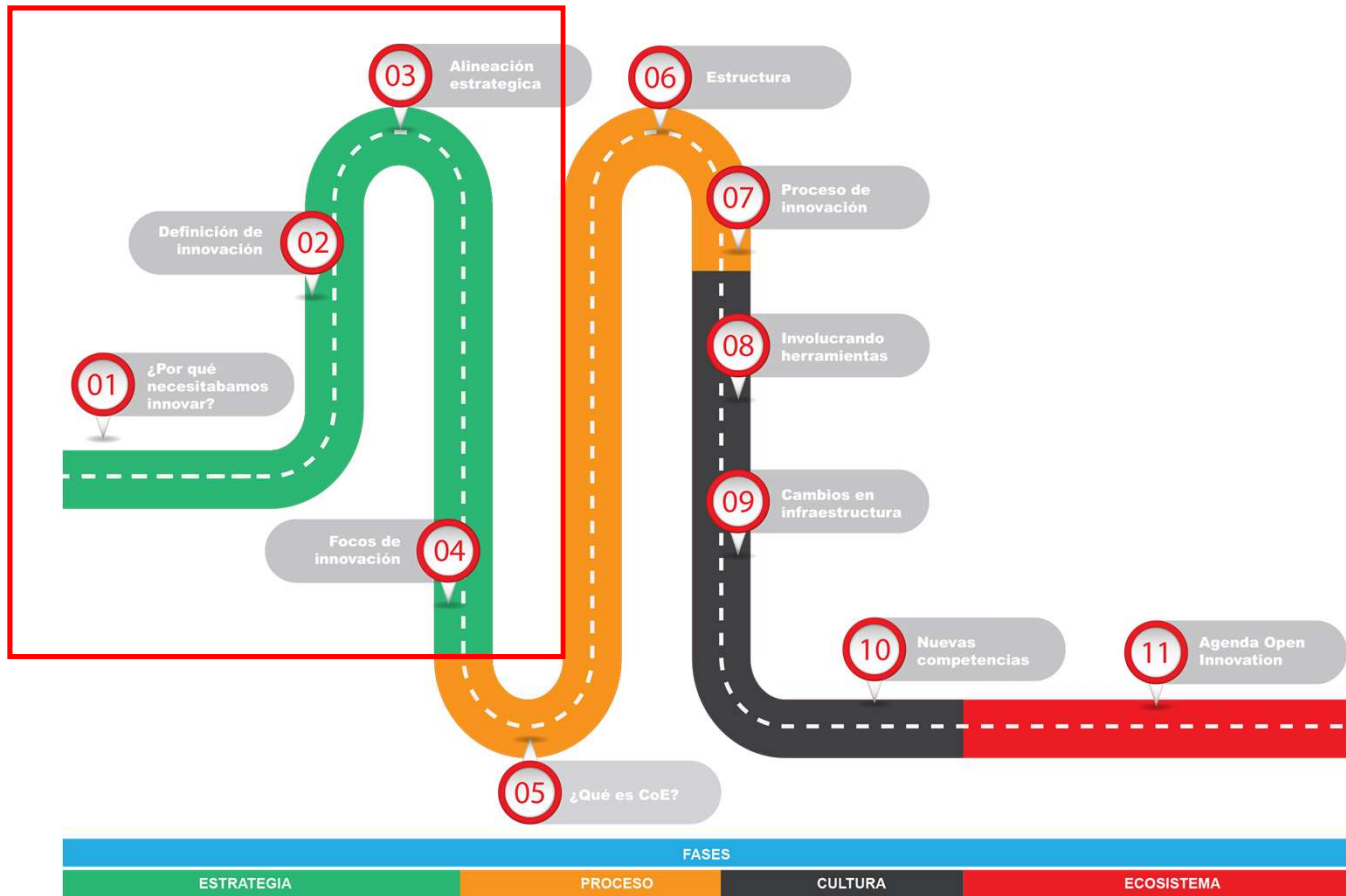 01
¿Por qué
necesitabamos
innovar?
02
Definición de
innovación
03
Alineación
estrategica
04
Focos de
innovación
05
¿Qué es CoE?
06
Estructura
07
Proceso de
innovación
08
Involucrando
herramientas
09
Cambios en
infraestructura
10
Nuevas
competencias
11
Agenda Open
Innovation
FASES
ESTRATEGIA
PROCESO
CULTURA
ECOSISTEMA